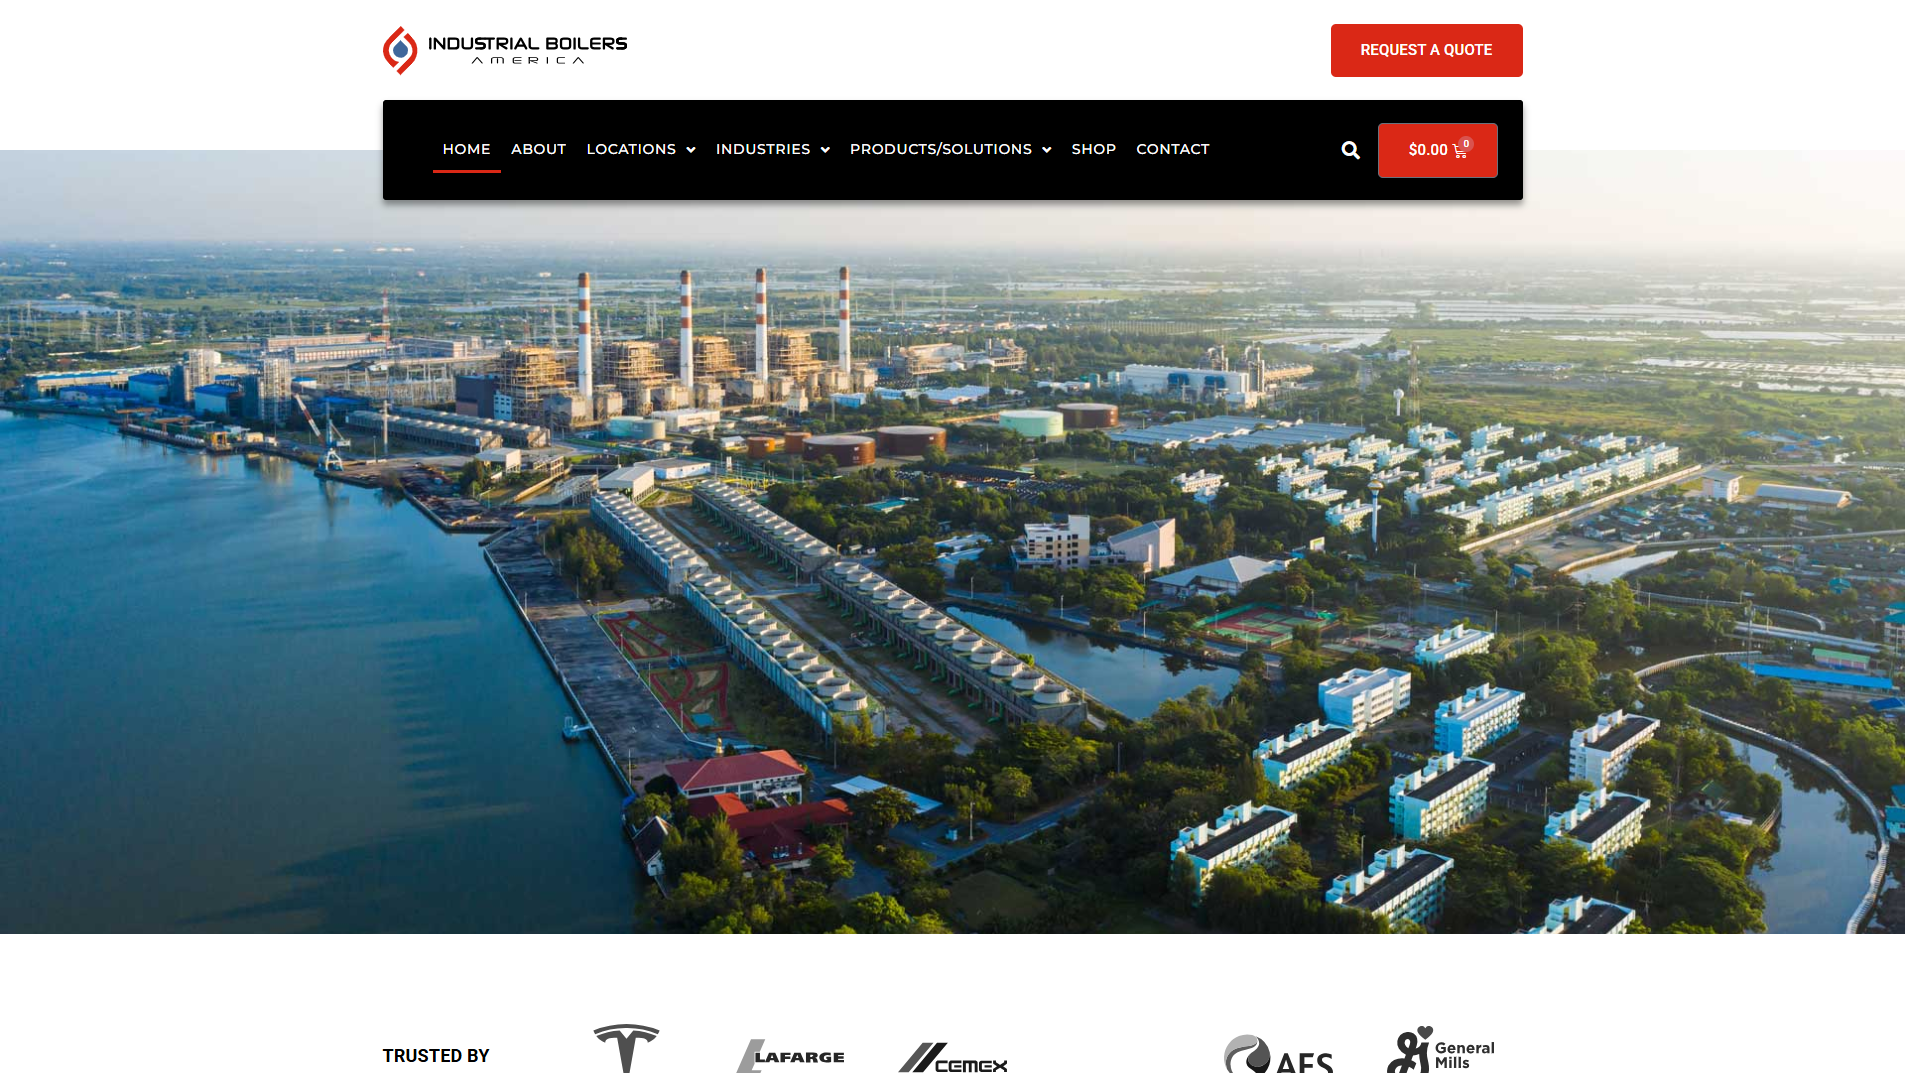 INDUSTRIAL BOILERS
AMERICA
REQUEST A QUOTE
HOME ABOUT LOCATIONS INDUSTRIES PRODUCTS/SOLUTIONS SHOP CONTACT
$0.00 0
TRUSTED BY
LAFARGE
CEMEX
AES
General
Mills